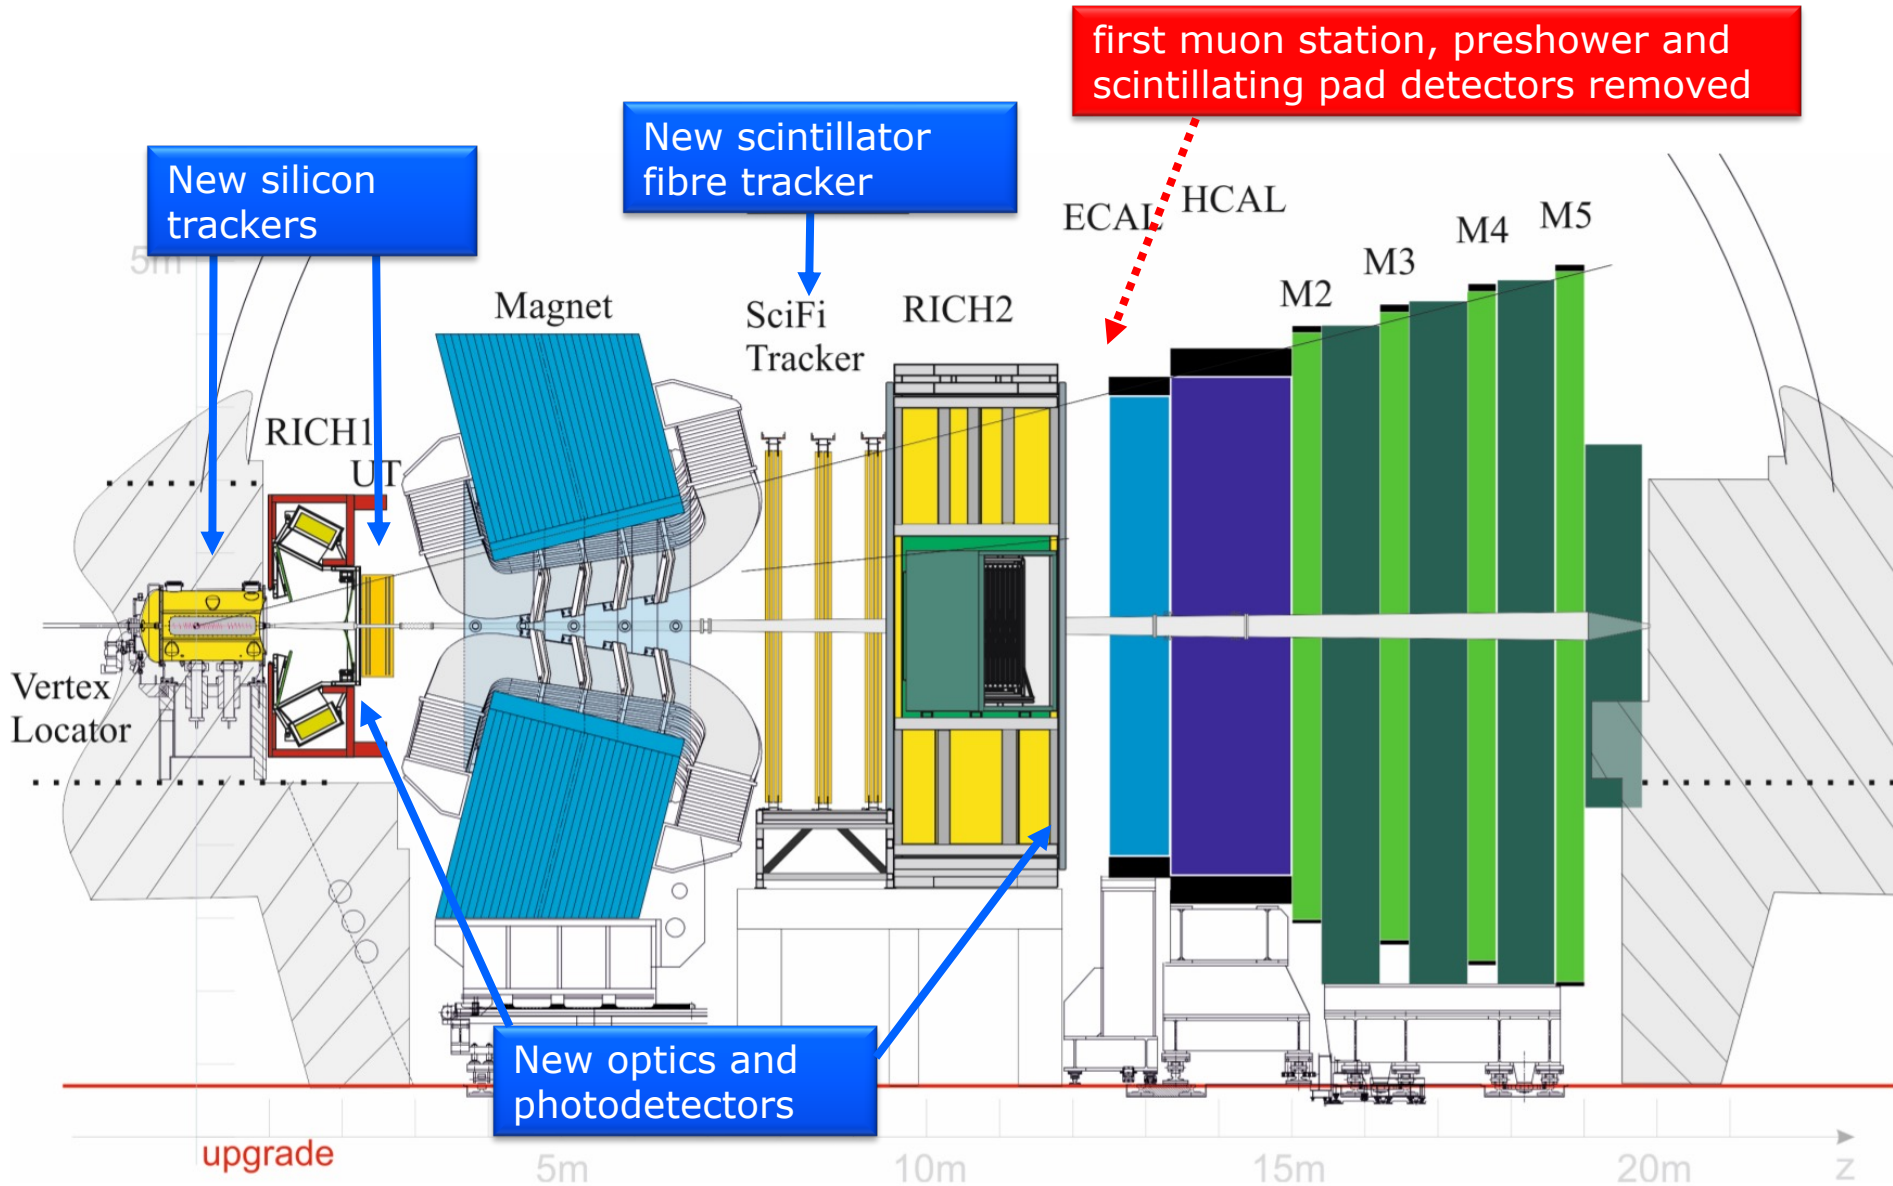 first muon station, preshower and
scintillating pad detectors removed
New scintillator
fibre tracker
New silicon
trackers
ECAL
HCAL
M5
M4
M3
M2
5m
Magnet
SciFi
Tracker
RICH2
RICH1
UT
Vertex
Locator
New optics and
photodetectors
upgrade
5m
10m
15m
20m
z